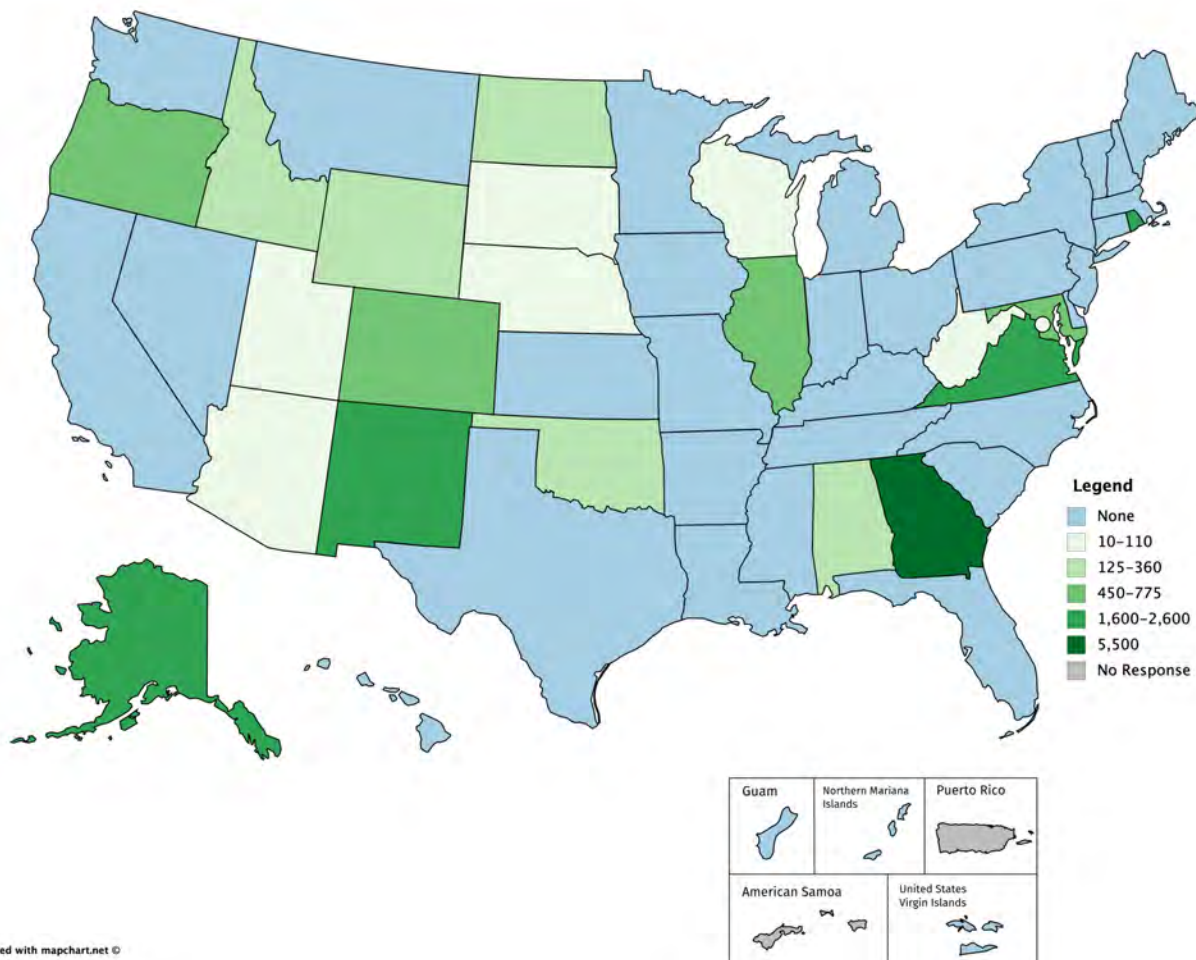 Legend
None
10-110
125-360
450-775
1,600-2,600
5,500
No Response
Guam
Northern Mariana
Islands
Puerto Rico
American Samoa
United States
Virgin Islands
ed with mapchart.net ©